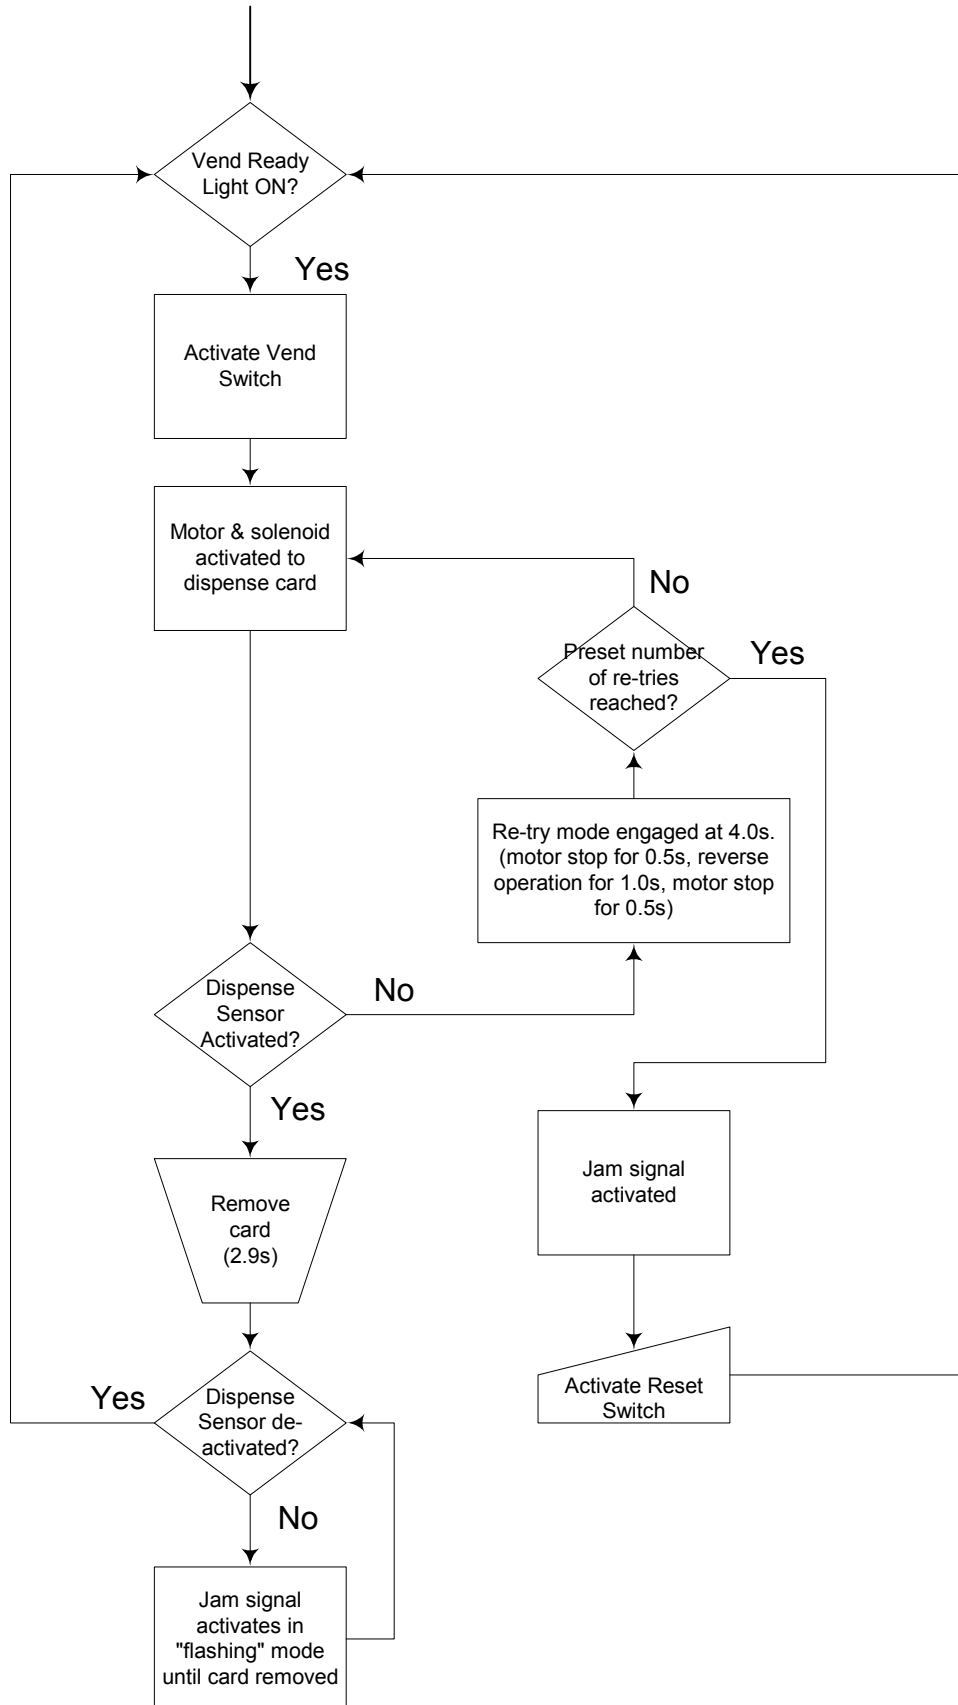 Vend Ready
Light ON?
Yes
Activate Vend
Switch
Motor & solenoid
activated to
dispense card
No
Preset number
of re-tries
reached?
Yes
Re-try mode engaged at 4.0s.
(motor stop for 0.5s, reverse
operation for 1.0s, motor stop
for 0.5s)
Dispense
Sensor
Activated?
No
Yes
Remove
card
(2.9s)
Jam signal
activated
Activate Reset
Switch
Yes
Dispense
Sensor de-
activated?
No
Jam signal
activates in
"flashing" mode
until card removed